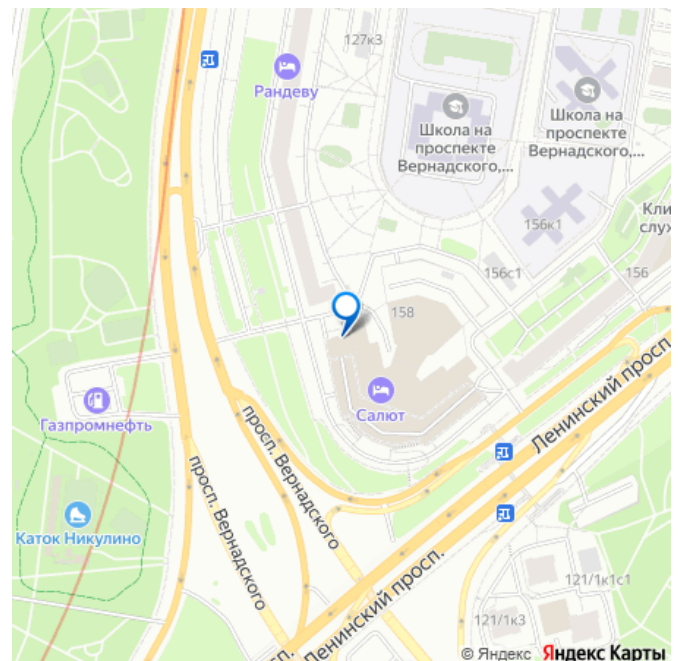 127к3
Рандеву
Школа на
проспекте
Вернадского,...
Школа на
проспекте
Вернадского,...
156к1
Кли
слу
156с1
156
158
Салют
Газпромнефть
Ленинский просп
просп. Вернадского
просп. Вернадского
Каток Никулино
Ленинский просп.
сп.
121/1к1с1
121/1к3
© Яндекс Яндекс Карты